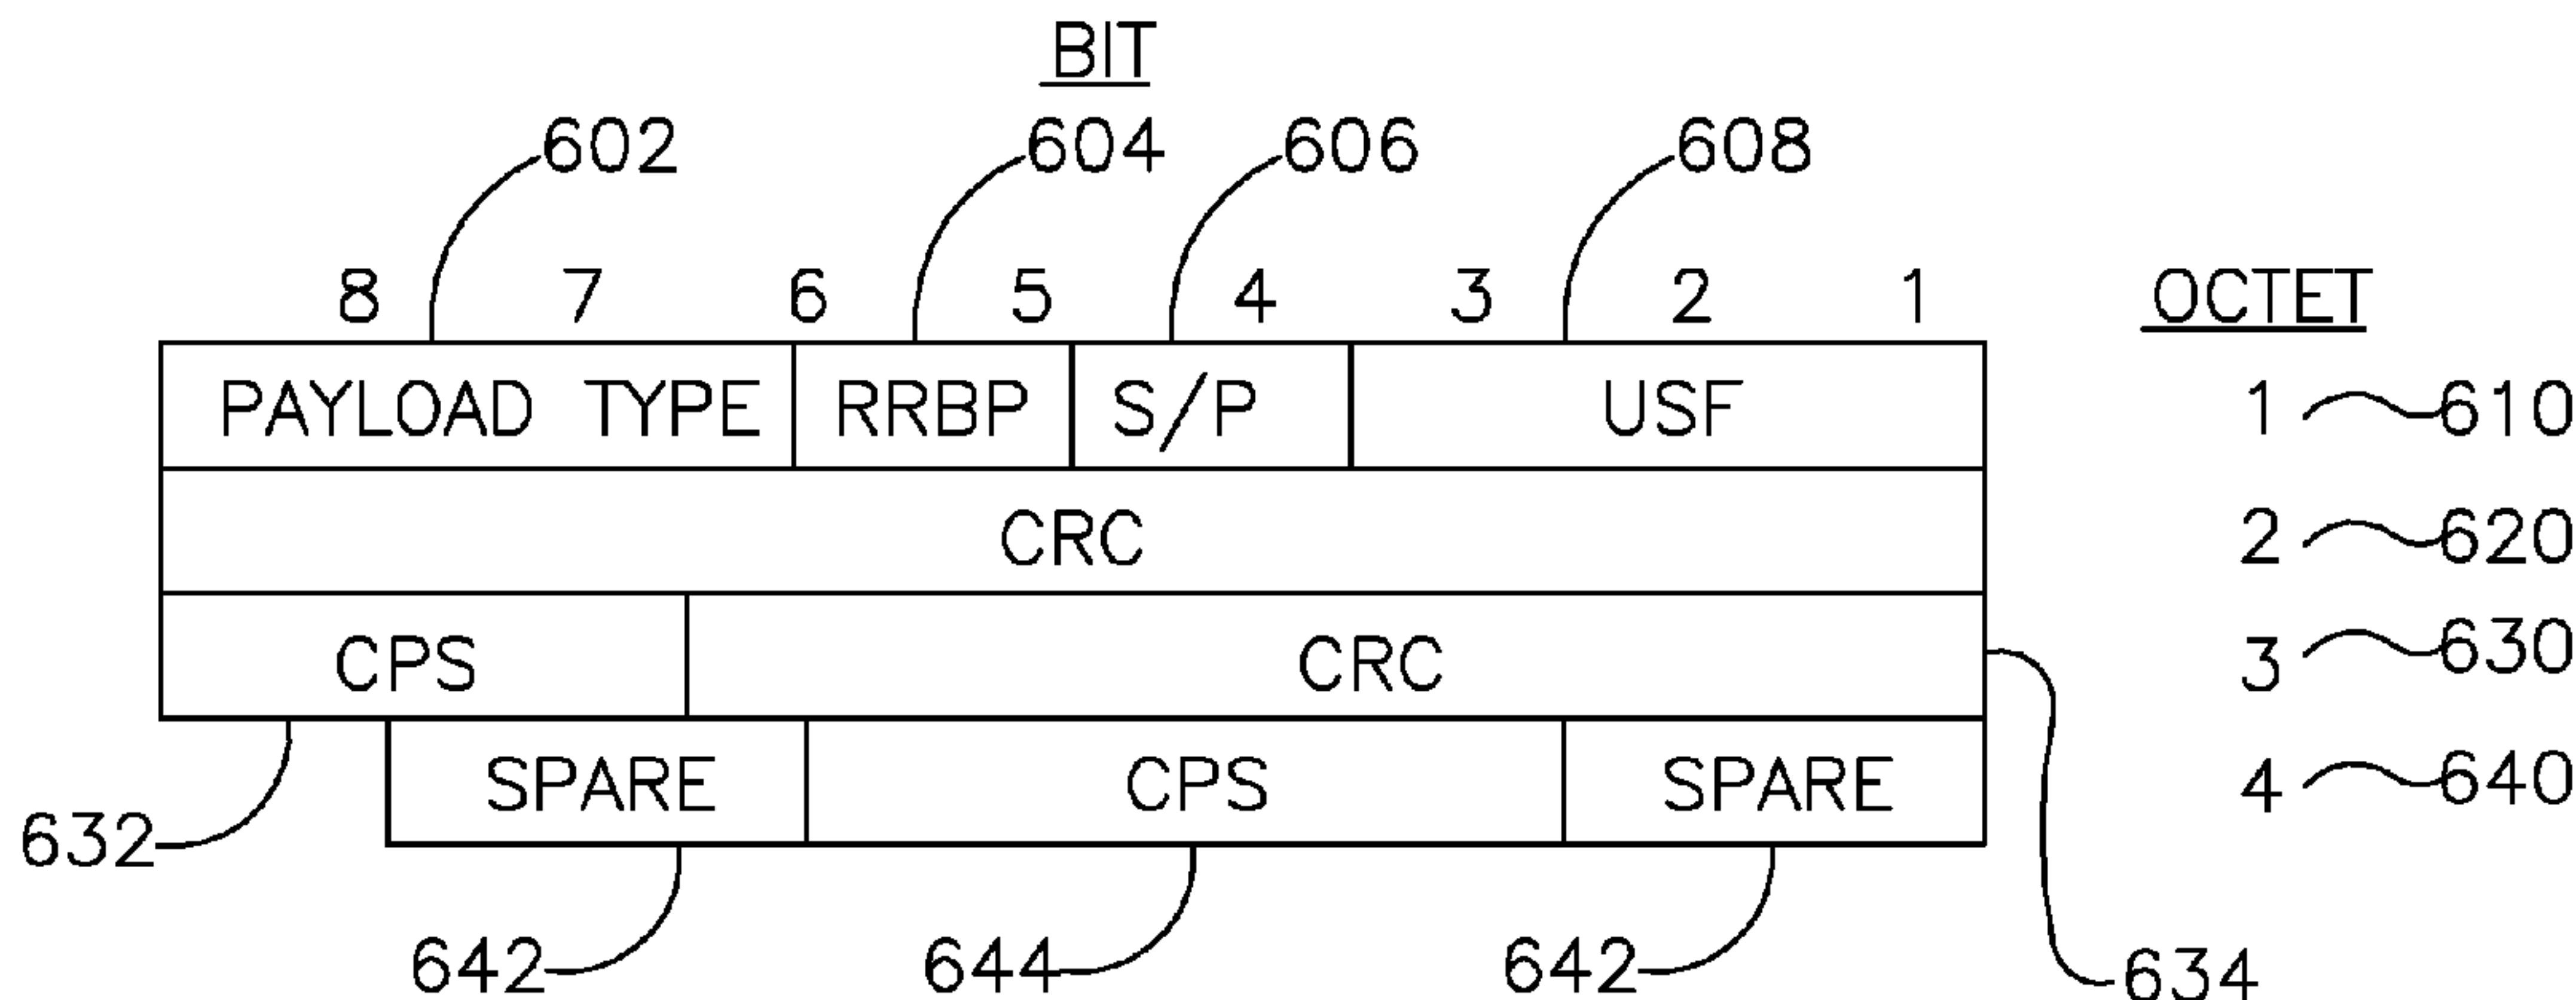 BIT
602 604 606 608
8 7 6 5 4 3 2 1 OCTET
PAYLOAD TYPE RRBP S/P USF 1 610
CRC 2 620
CPS CRC 3 630
SPARE CPS SPARE 4 640
632
642 644 642 634